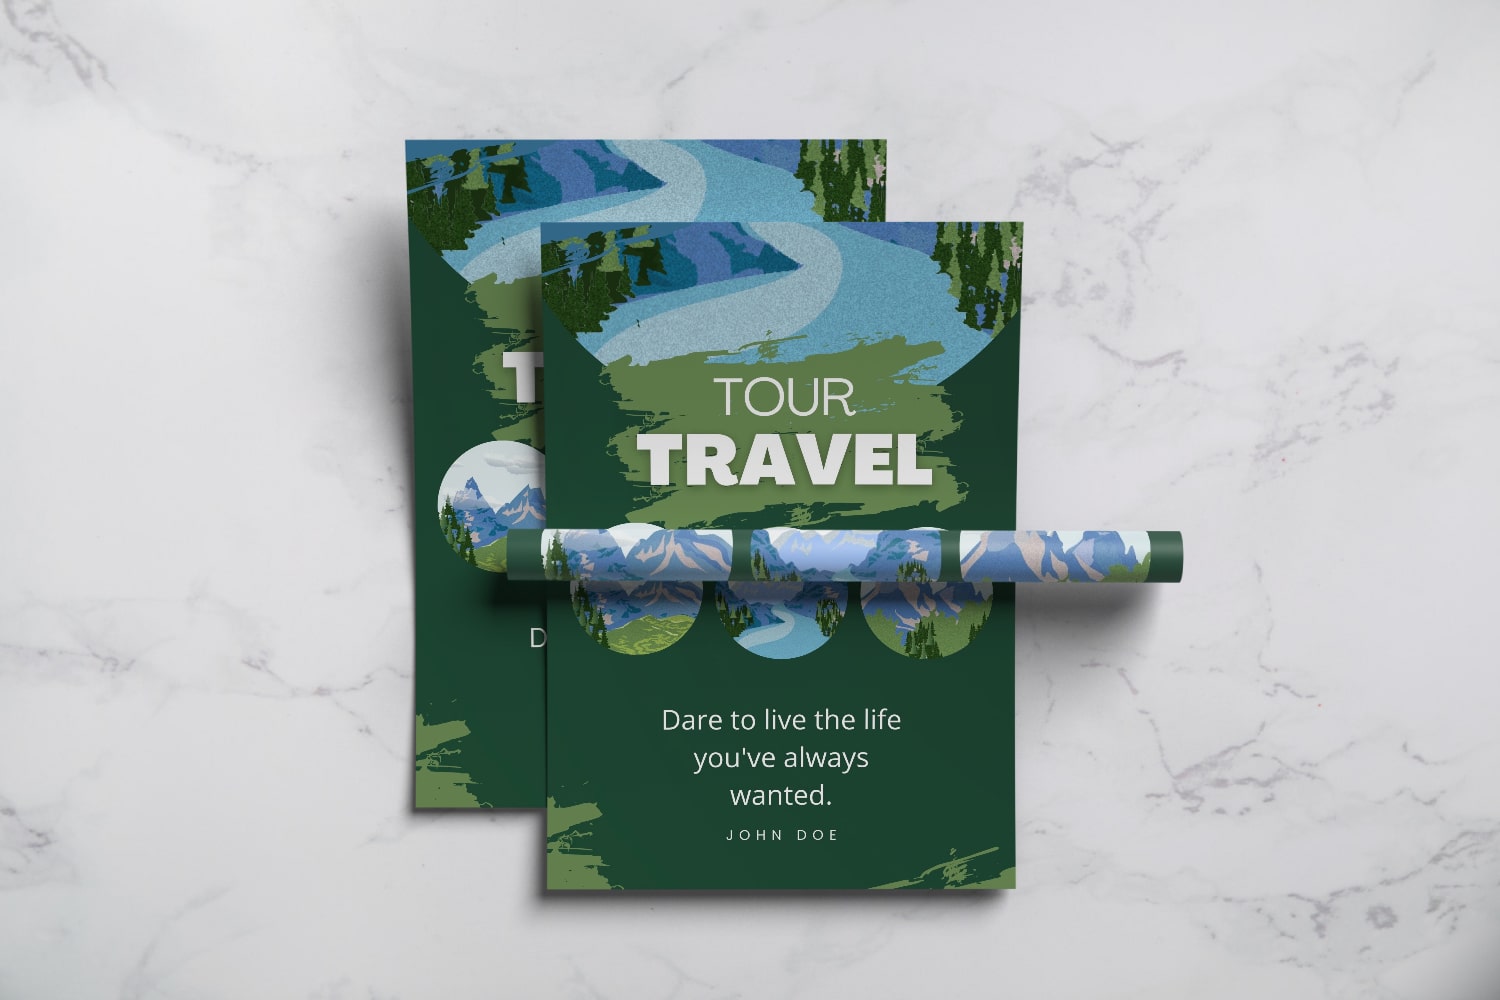 TOUR
TRAVEL
Dare to live the life
you've always
wanted.
JOHN DOE
T
D